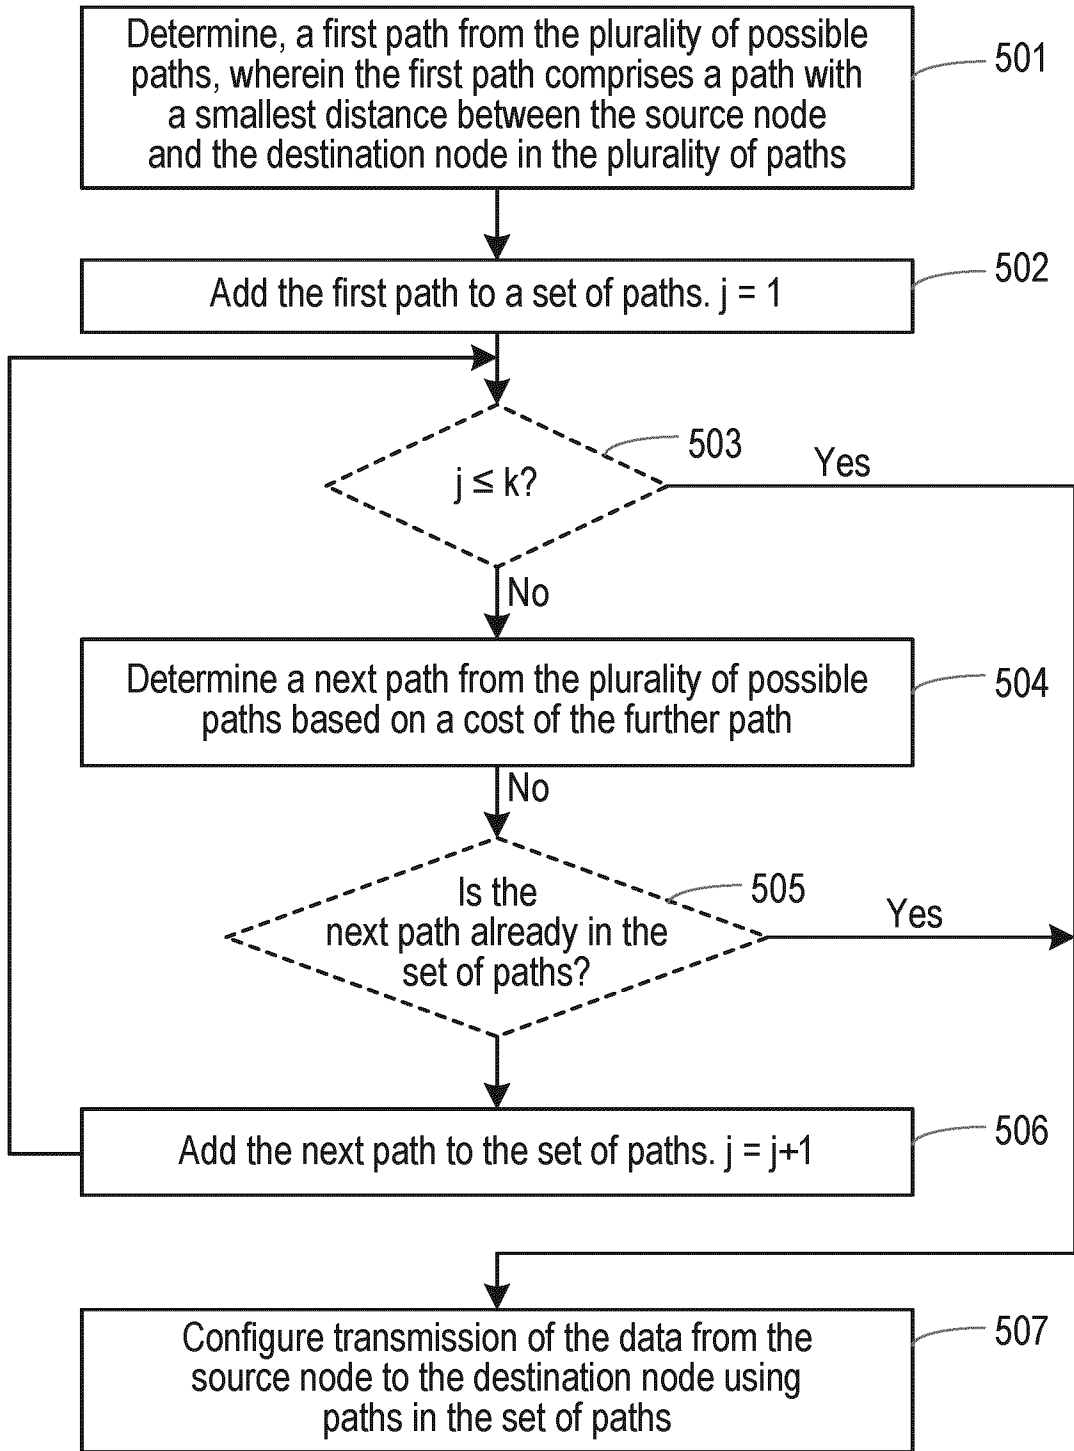 Determine, a first path from the plurality of possible
paths, wherein the first path comprises a path with
a smallest distance between the source node
and the destination node in the plurality of paths
501
Add the first path to a set of paths. j = 1
502
j ≤ k?
503
Yes
No
Determine a next path from the plurality of possible
paths based on a cost of the further path
504
No
Is the
next path already in the
set of paths?
505
Yes
Add the next path to the set of paths. j = j+1
506
Configure transmission of the data from the
source node to the destination node using
paths in the set of paths
507